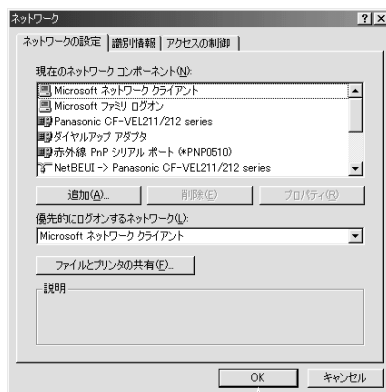 ネットワーク
ネットワークの設定 識別情報 アクセスの制御
現在のネットワーク コンポーネント(N):
Microsoft ネットワーク クライアント
Microsoft ファミリ ログオン
Panasonic CF-VEL211/212 series
ダイヤルアップ アダプタ
赤外線 PnP シリアル ポート (*PNP0510)
NetBEUI -> Panasonic CF-VEL211/212 series
追加(A)... 削除(E) プロパティ(R)
優先的にログオンするネットワーク(L):
Microsoft ネットワーク クライアント
ファイルとプリンタの共有(F)...
説明
OK キャンセル